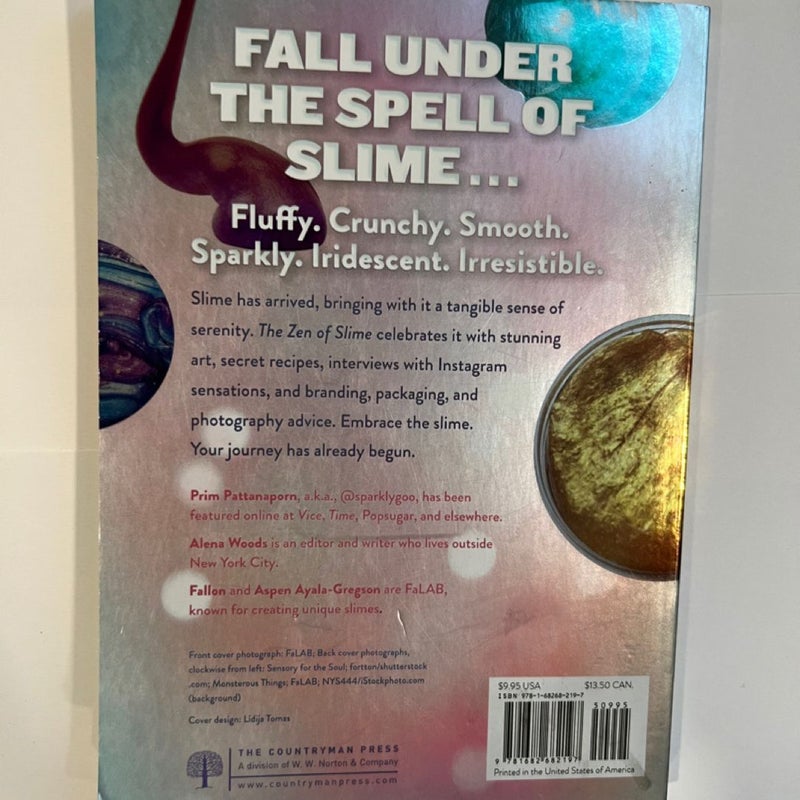 FALL UNDER
THE SPELL OF
SLIME...
Fluffy. Crunchy. Smooth.
Sparkly. Iridescent. Irresistible.
Slime has arrived, bringing with it a tangible sense of
serenity. The Zen of Slime celebrates it with stunning
art, secret recipes, interviews with Instagram
sensations, and branding, packaging, and
photography advice. Embrace the slime.
Your journey has already begun.
Prim Pattanaporn, a.k.a., @sparklygoo, has been
featured online at Vice, Time, Popsugar, and elsewhere.
Alena Woods is an editor and writer who lives outside
New York City.
Fallon and Aspen Ayala-Gregson are FaLAB,
known for creating unique slimes.
Front cover photograph: FaLAB; Back cover photographs,
clockwise from left: Sensory for the Soul; fortton/shutterstock
.com; Monsterous Things; FaLAB; NYS444/iStockphoto.com
(background)
Cover design: Lidija Tomas
THE COUNTRYMAN PRESS
A division of W. W. Norton & Company
www.countrymanpress.com
$9.95 USA $13.50 CAN.
ISBN 978-1-68268-219-7
50995
9 781682 682197
Printed in the United States of America